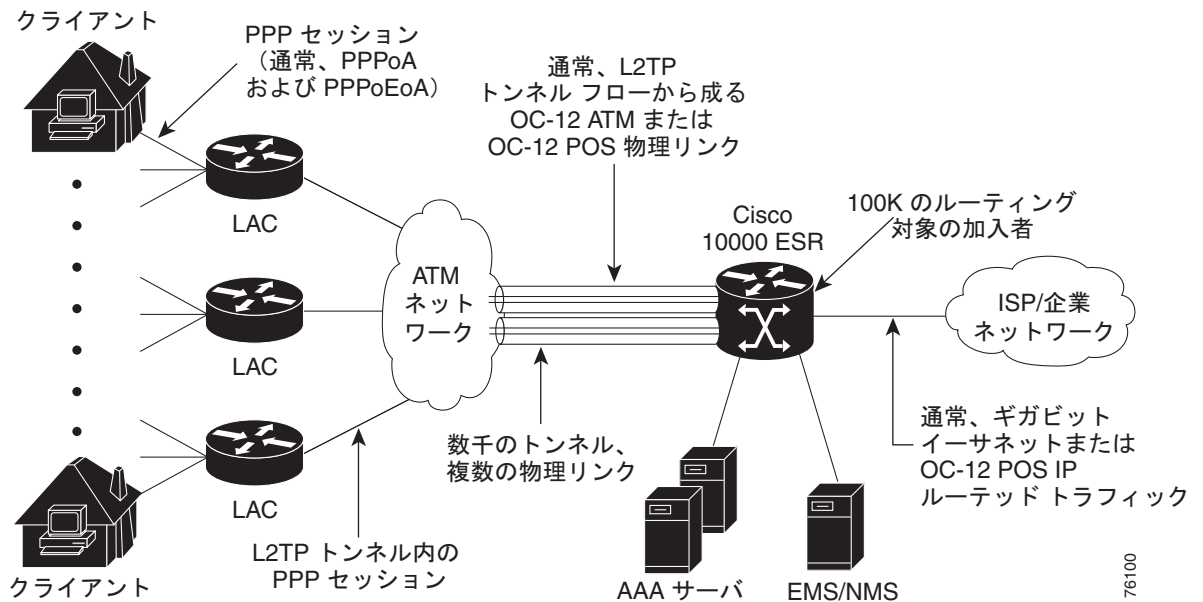 クライアント
PPP セッション
(通常、PPPoA
および PPPoEoA)
通常、L2TP
トンネル フローから成る
OC-12 ATM または
OC-12 POS 物理リンク
LAC
Cisco
10000 ESR
100K のルーティング
対象の加入者
ATM
ネット
ワーク
ISP/企業
ネットワーク
LAC
数千のトンネル、
複数の物理リンク
通常、ギガビット
イーサネットまたは
OC-12 POS IP
ルーテッド トラフィック
LAC
L2TP トンネル内の
PPP セッション
クライアント
AAA サーバ
EMS/NMS
76100